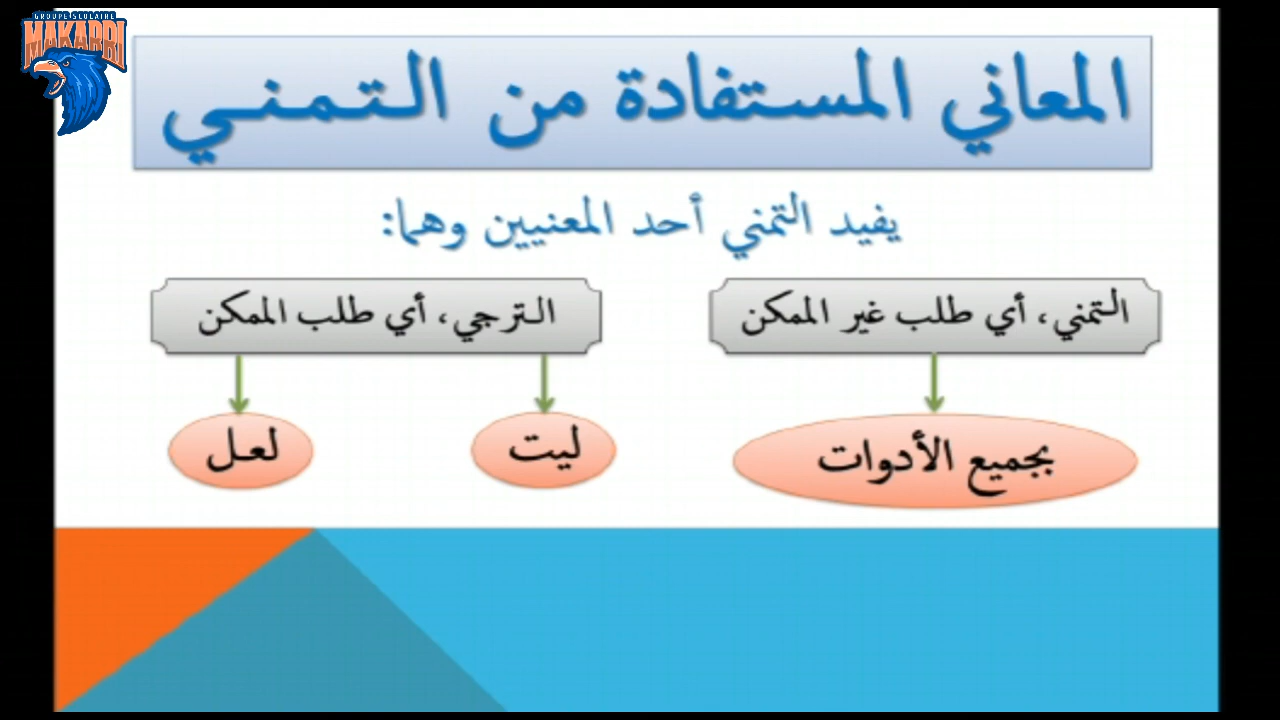 GROUPE SCOLAIRE
MAKARRI
المعاني المستفادة من التمني
يفيد التمني أحد المعنيين وهما:
التمني، أي طلب غير الممكن
الترجي، أي طلب الممكن
بجميع الأدوات
ليت
لعل